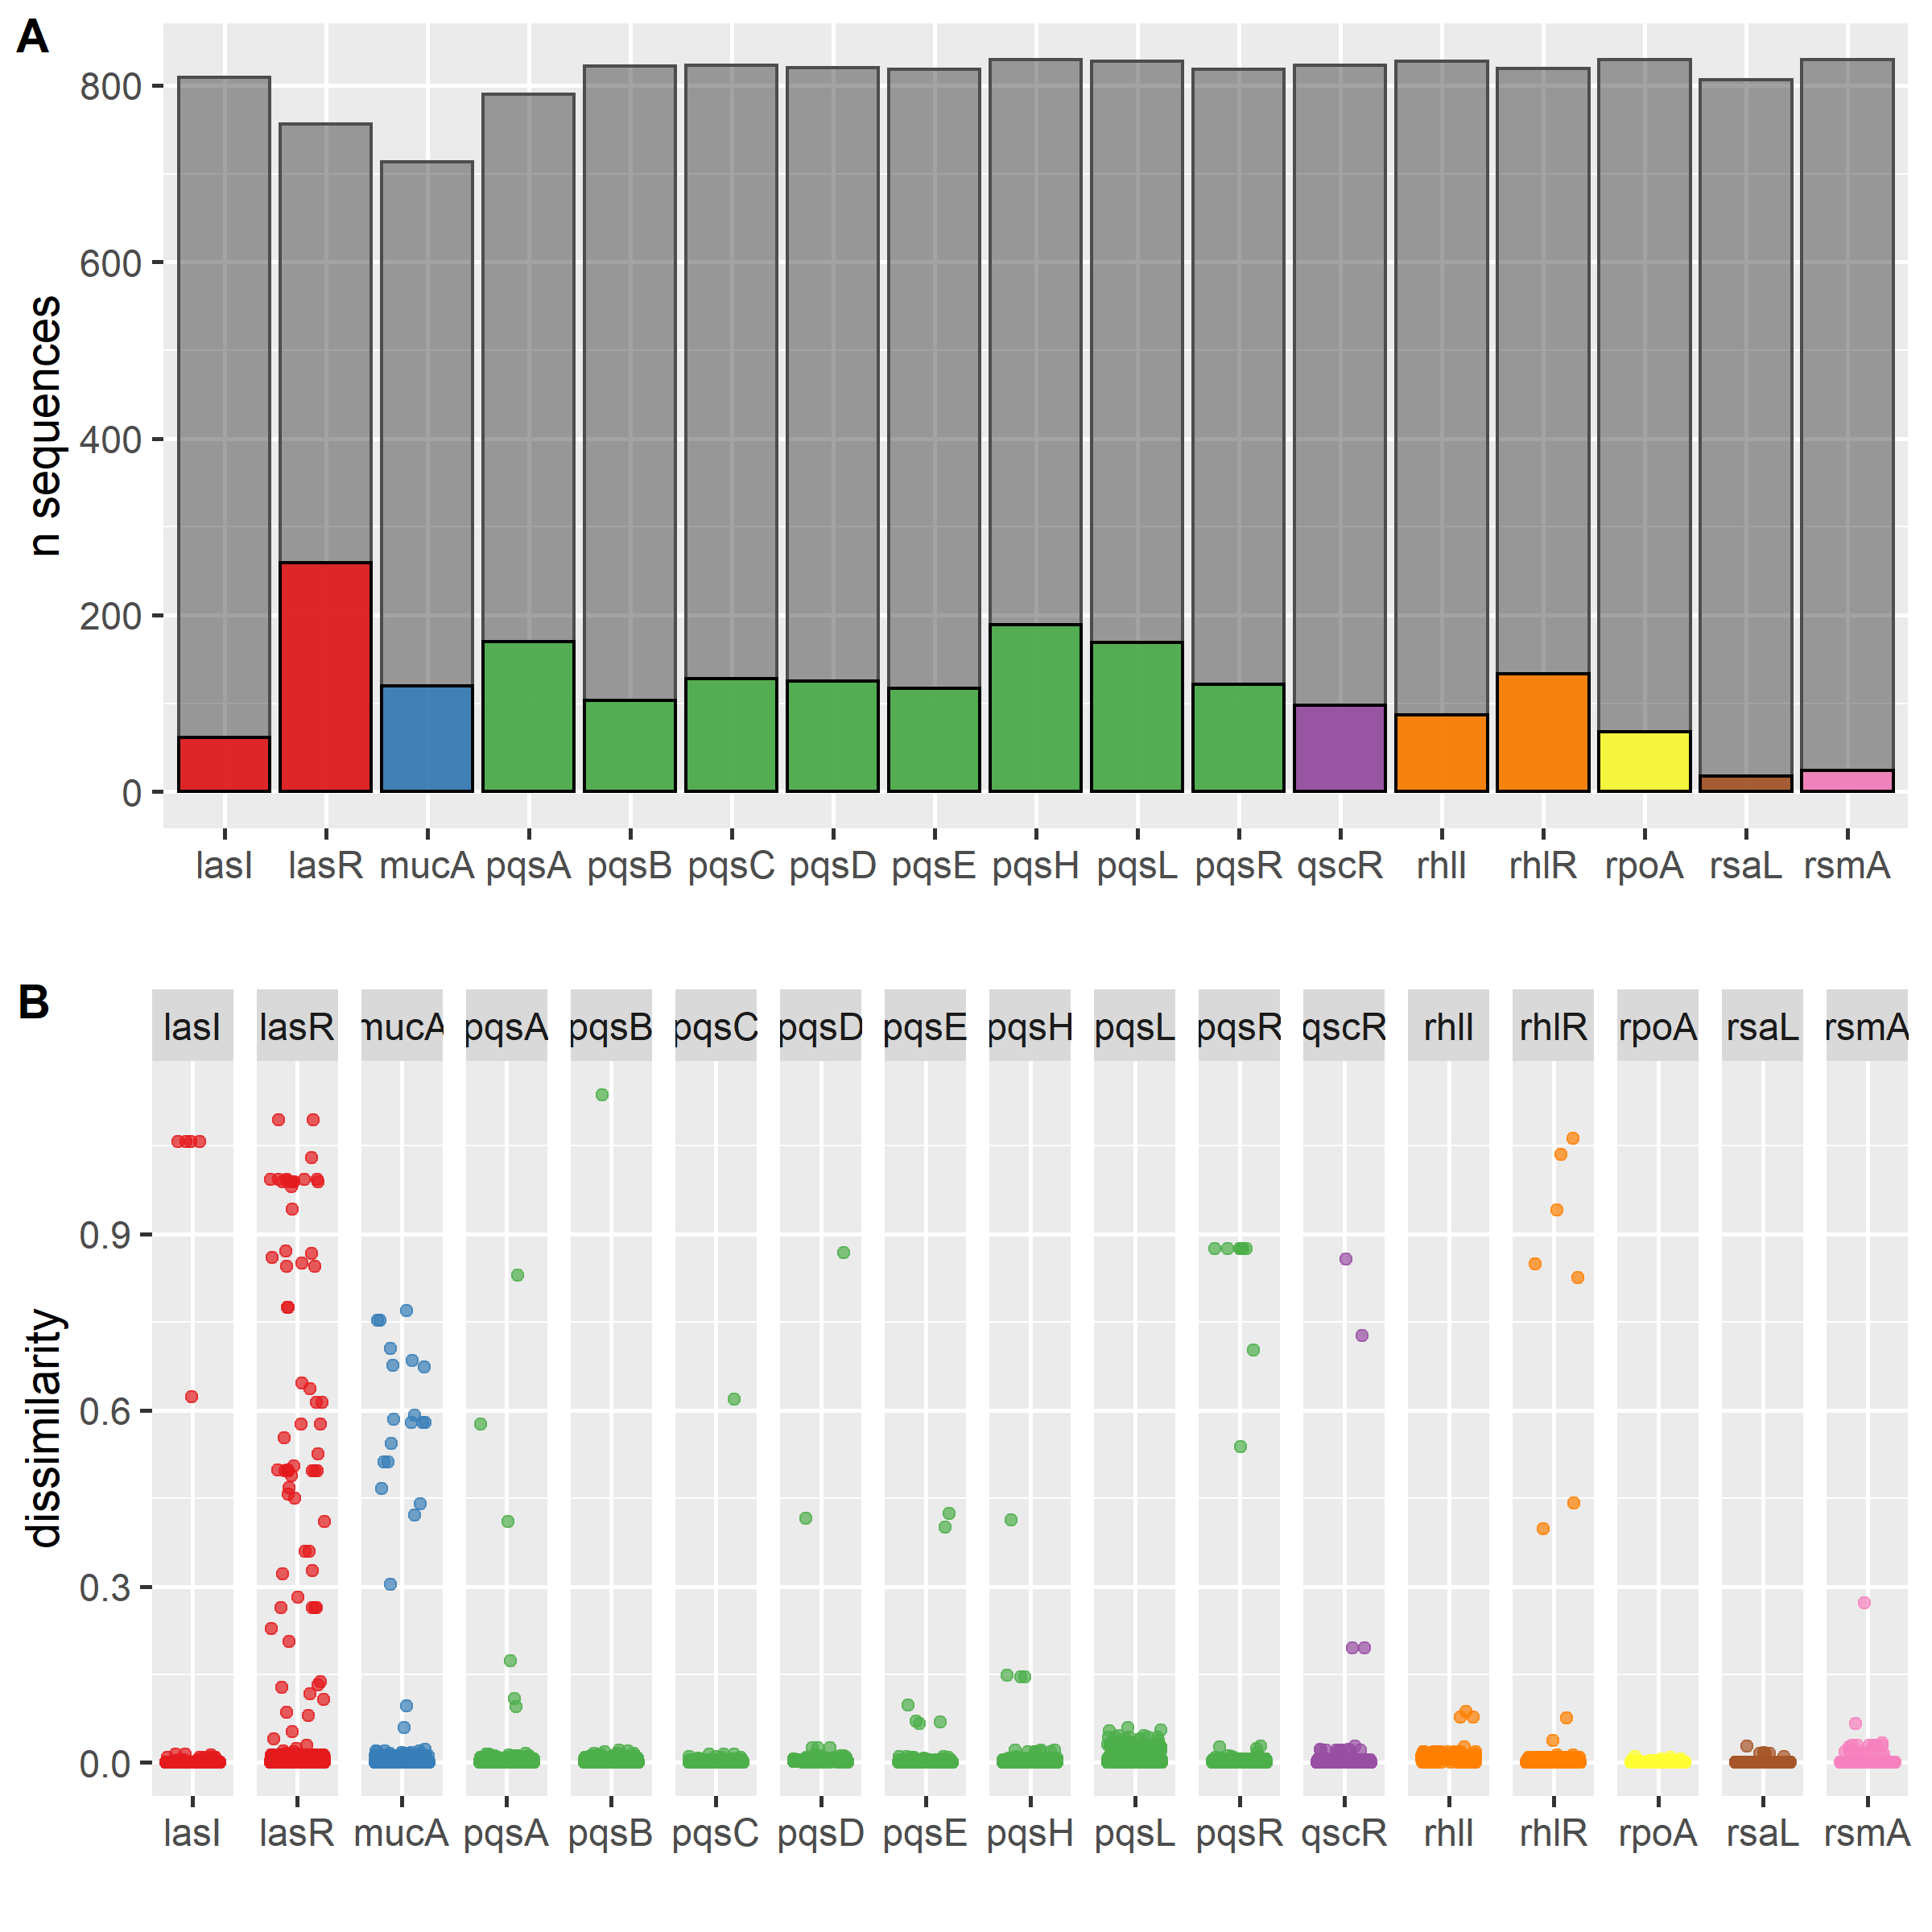 A
n sequences
800
600
400
200
0
lasI lasR mucA pqsA pqsB pqsC pqsD pqsE pqsH pqsL pqsR qscR rhlI rhlR rpoA rsaL rsmA
B
lasI lasR mucA pqsA pqsB pqsC pqsD pqsE pqsH pqsL pqsR qscR rhlI rhlR rpoA rsaL rsmA
dissimilarity
0.9
0.6
0.3
0.0
lasI lasR mucA pqsA pqsB pqsC pqsD pqsE pqsH pqsL pqsR qscR rhlI rhlR rpoA rsaL rsmA